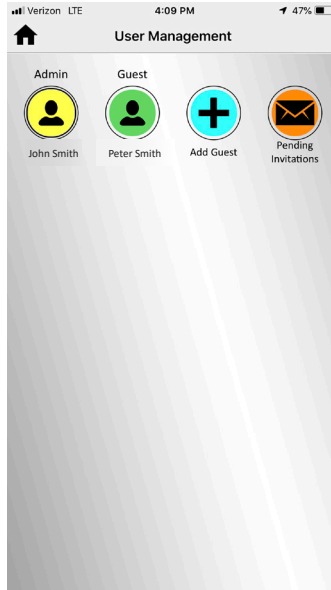 Verizon LTE 4:09 PM 47%
User Management
Admin Guest
John Smith Peter Smith Add Guest Pending
Invitations